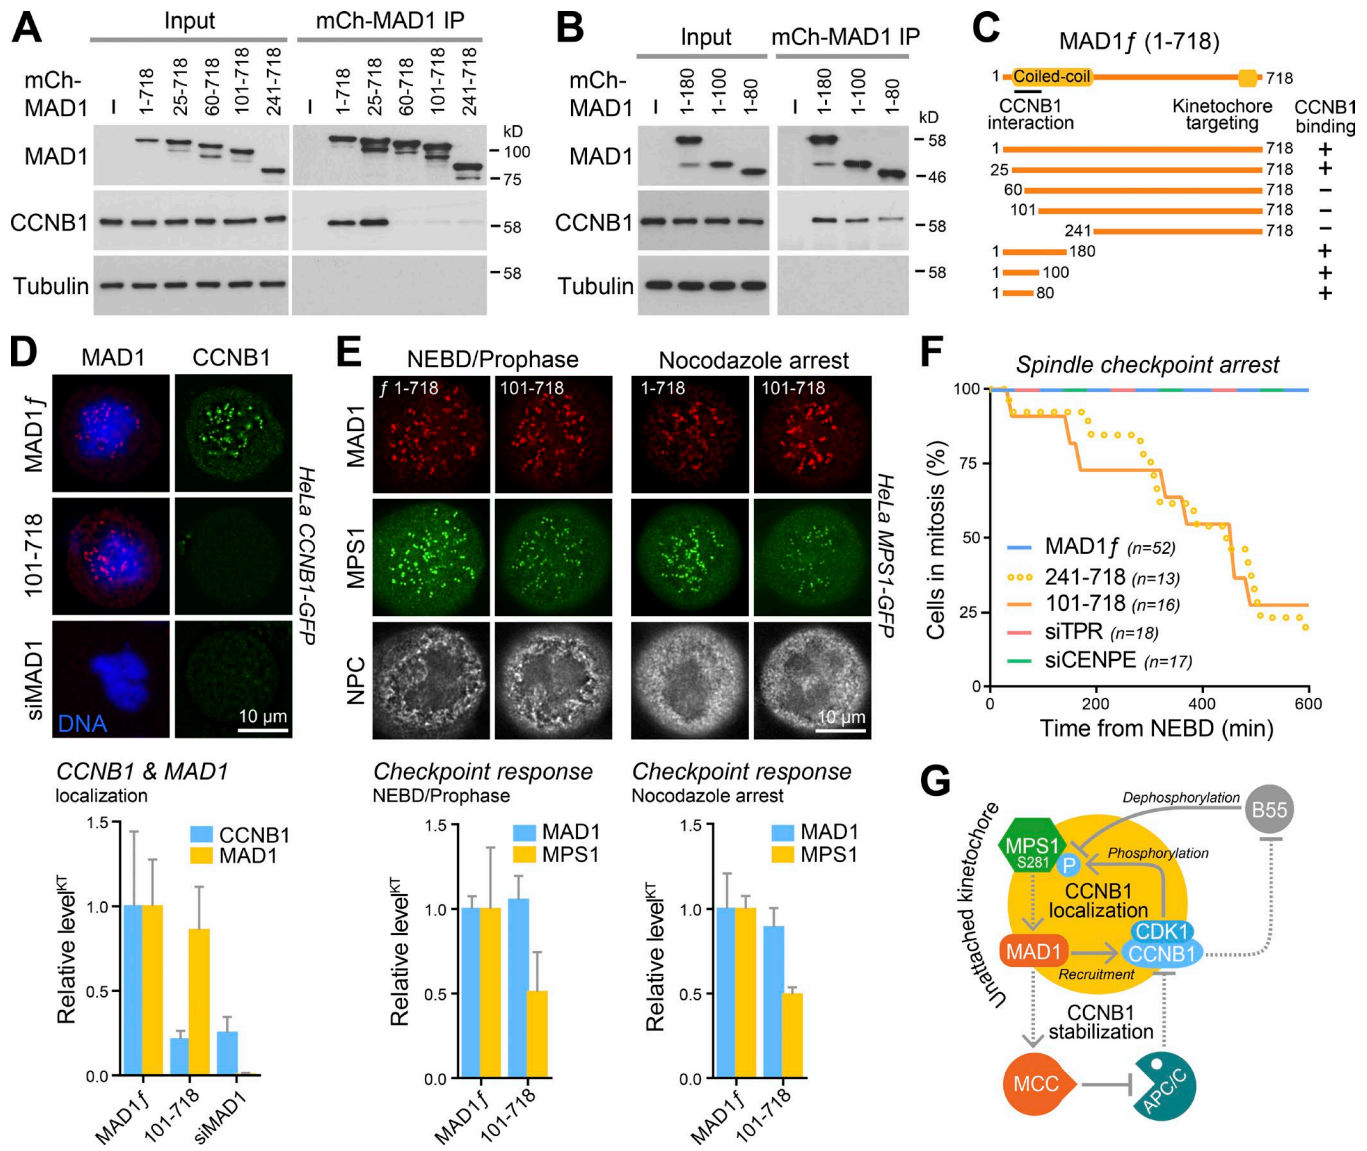 A
Input
mCh-MAD1 IP
mCh-
MAD1
–
1-718
25-718
60-718
101-718
241-718
–
1-718
25-718
60-718
101-718
241-718
kD
MAD1
100
75
CCNB1
58
Tubulin
58
B
Input
mCh-MAD1 IP
mCh-
MAD1
–
1-180
1-100
1-80
–
1-180
1-100
1-80
kD
MAD1
58
46
CCNB1
58
Tubulin
58
C
MAD1ƒ (1-718)
1 Coiled-coil 718
CCNB1 interaction
Kinetochore targeting
CCNB1 binding
1 718 +
25 718 +
60 718 –
101 718 –
241 718 –
1 180 +
1 100 +
1 80 +
D
MAD1
CCNB1
MAD1ƒ
101-718
siMAD1
DNA
10 µm
HeLa CCNB1-GFP
CCNB1 & MAD1
localization
Relative level^KT
1.5
1.0
0.5
0.0
CCNB1
MAD1
MAD1ƒ
101-718
siMAD1
E
NEBD/Prophase
Nocodazole arrest
ƒ 1-718
101-718
1-718
101-718
MAD1
MPS1
NPC
10 µm
HeLa MPS1-GFP
Checkpoint response
NEBD/Prophase
Relative level^KT
1.5
1.0
0.5
0.0
MAD1
MPS1
MAD1ƒ
101-718
Checkpoint response
Nocodazole arrest
Relative level^KT
1.5
1.0
0.5
0.0
MAD1
MPS1
MAD1ƒ
101-718
F
Spindle checkpoint arrest
Cells in mitosis (%)
100
75
50
25
0
MAD1ƒ (n=52)
241-718 (n=13)
101-718 (n=16)
siTPR (n=18)
siCENPE (n=17)
0
200
400
600
Time from NEBD (min)
G
Unattached kinetochore
Dephosphorylation
B55
MPS1
S281
P
Phosphorylation
CCNB1
localization
CDK1
MAD1
CCNB1
Recruitment
CCNB1
stabilization
MCC
APC/C